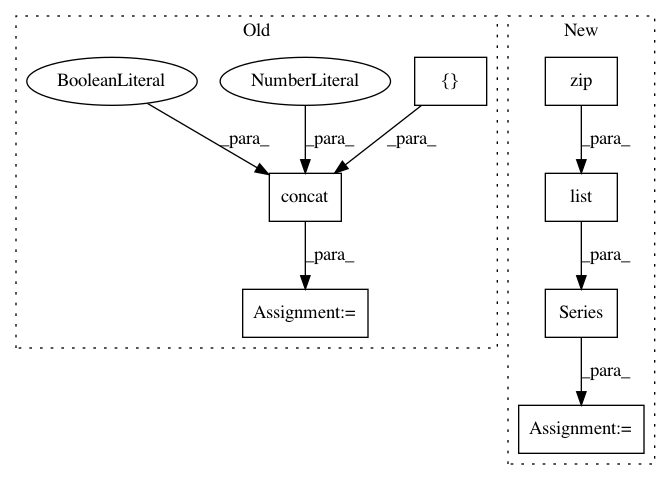 Old
New
BooleanLiteral
NumberLiteral
{}
zip
_para_
_para_
_para_
_para_
concat
list
_para_
_para_
Assignment:=
Series
_para_
Assignment:=